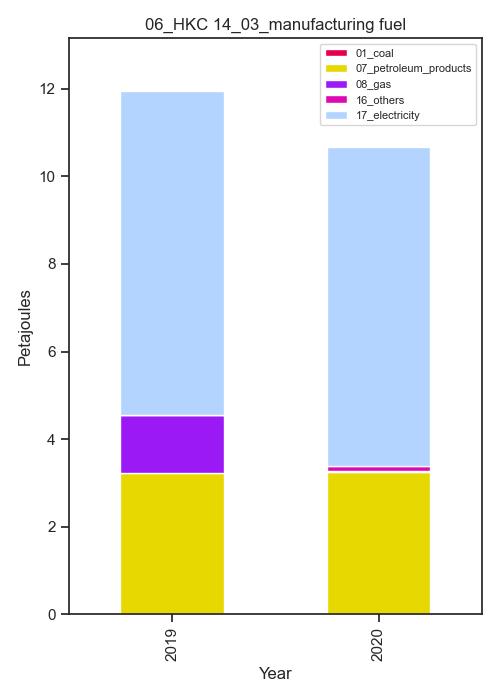 06_HKC 14_03_manufacturing fuel
01_coal
07_petroleum_products
08_gas
16_others
17_electricity
12
10
8
6
4
2
0
Petajoules
2019
2020
Year